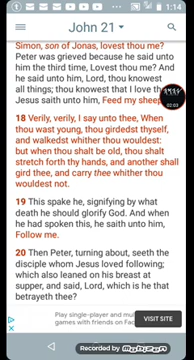 1:14
John 21
Simon, son of Jonas, lovest thou me?
Peter was grieved because he said unto
him the third time, Lovest thou me? And
he said unto him, Lord, thou knowest
all things; thou knowest that I love th
Jesus saith unto him, Feed my sheep
02:03
18 Verily, verily, I say unto thee, When
thou wast young, thou girdedst thyself,
and walkedst whither thou wouldest:
but when thou shalt be old, thou shalt
stretch forth thy hands, and another shall
gird thee, and carry thee whither thou
wouldest not.
19 This spake he, signifying by what
death he should glorify God. And when
he had spoken this, he saith unto him,
Follow me.
20 Then Peter, turning about, seeth the
disciple whom Jesus loved following;
which also leaned on his breast at
supper, and said, Lord, which is he that
betrayeth thee?
Play single-player and mul
games with friends on Fac
VISIT SITE
Recorded by